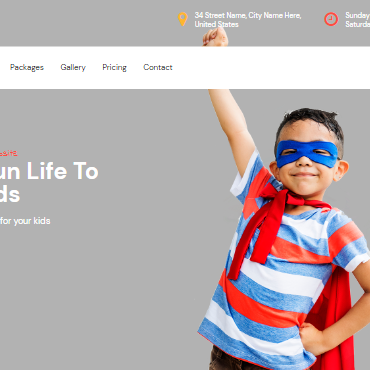 34 Street Name, City Name Here,
United States
Sunday
Saturda
Packages
Gallery
Pricing
Contact
un Life To
ds
for your kids